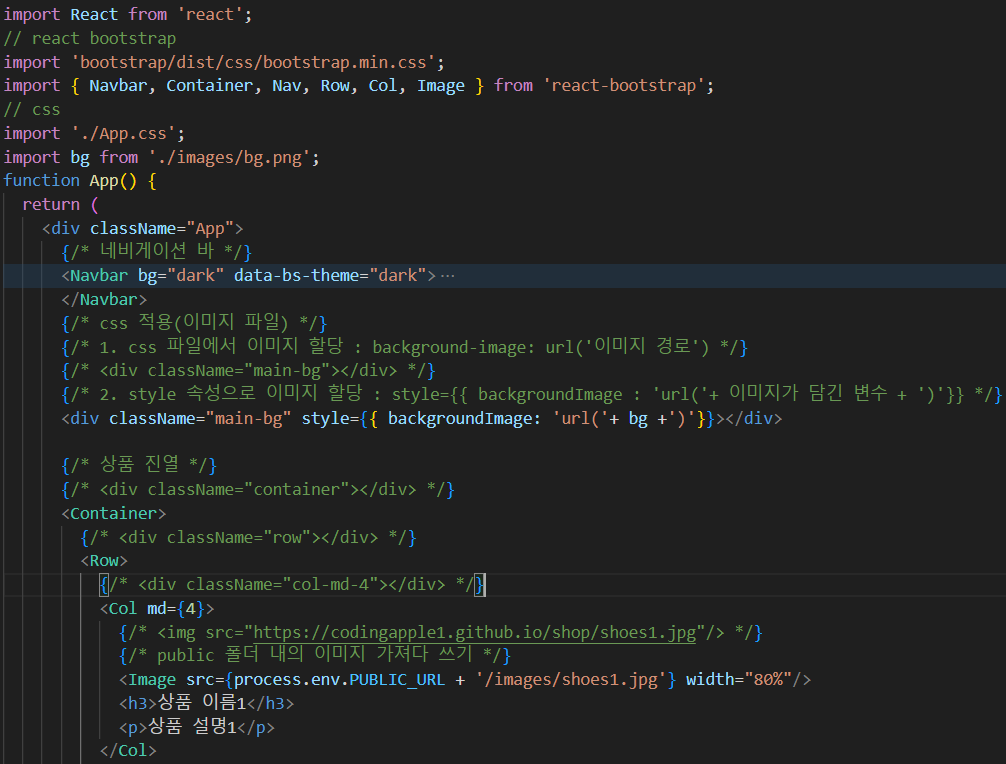 import React from 'react';
// react bootstrap
import 'bootstrap/dist/css/bootstrap.min.css';
import { Navbar, Container, Nav, Row, Col, Image } from 'react-bootstrap';
// css
import './App.css';
import bg from './images/bg.png';
function App() {
  return (
    <div className="App">
      {/* 네비게이션 바 */}
      <Navbar bg="dark" data-bs-theme="dark">…
      </Navbar>
      {/* css 적용(이미지 파일) */}
      {/* 1. css 파일에서 이미지 할당 : background-image: url('이미지 경로') */}
      {/* <div className="main-bg"></div> */}
      {/* 2. style 속성으로 이미지 할당 : style={{ backgroundImage : 'url('+ 이미지가 담긴 변수 + ')'}} */}
      <div className="main-bg" style={{ backgroundImage: 'url('+ bg +')'}}></div>

      {/* 상품 진열 */}
      {/* <div className="container"></div> */}
      <Container>
        {/* <div className="row"></div> */}
        <Row>
          {/* <div className="col-md-4"></div> */}
          <Col md={4}>
            {/* <img src="https://codingapple1.github.io/shop/shoes1.jpg"/> */}
            {/* public 폴더 내의 이미지 가져다 쓰기 */}
            <Image src={process.env.PUBLIC_URL + '/images/shoes1.jpg'} width="80%"/>
            <h3>상품 이름1</h3>
            <p>상품 설명1</p>
          </Col>